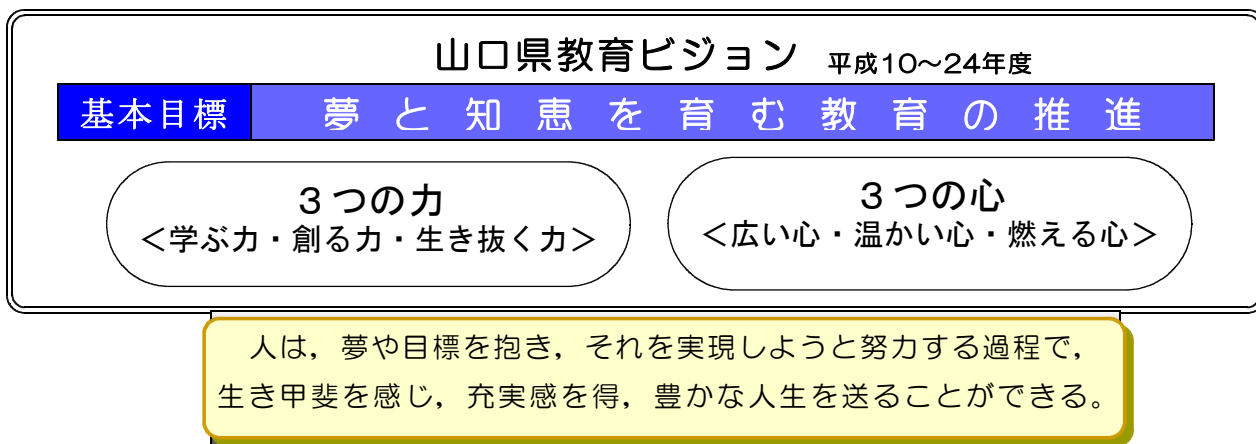 山口県教育ビジョン 平成10～24年度
基本目標 夢と知恵を育む教育の推進
３つの力
＜学ぶ力・創る力・生き抜く力＞
３つの心
＜広い心・温かい心・燃える心＞
人は，夢や目標を抱き，それを実現しようと努力する過程で，
生き甲斐を感じ，充実感を得，豊かな人生を送ることができる。